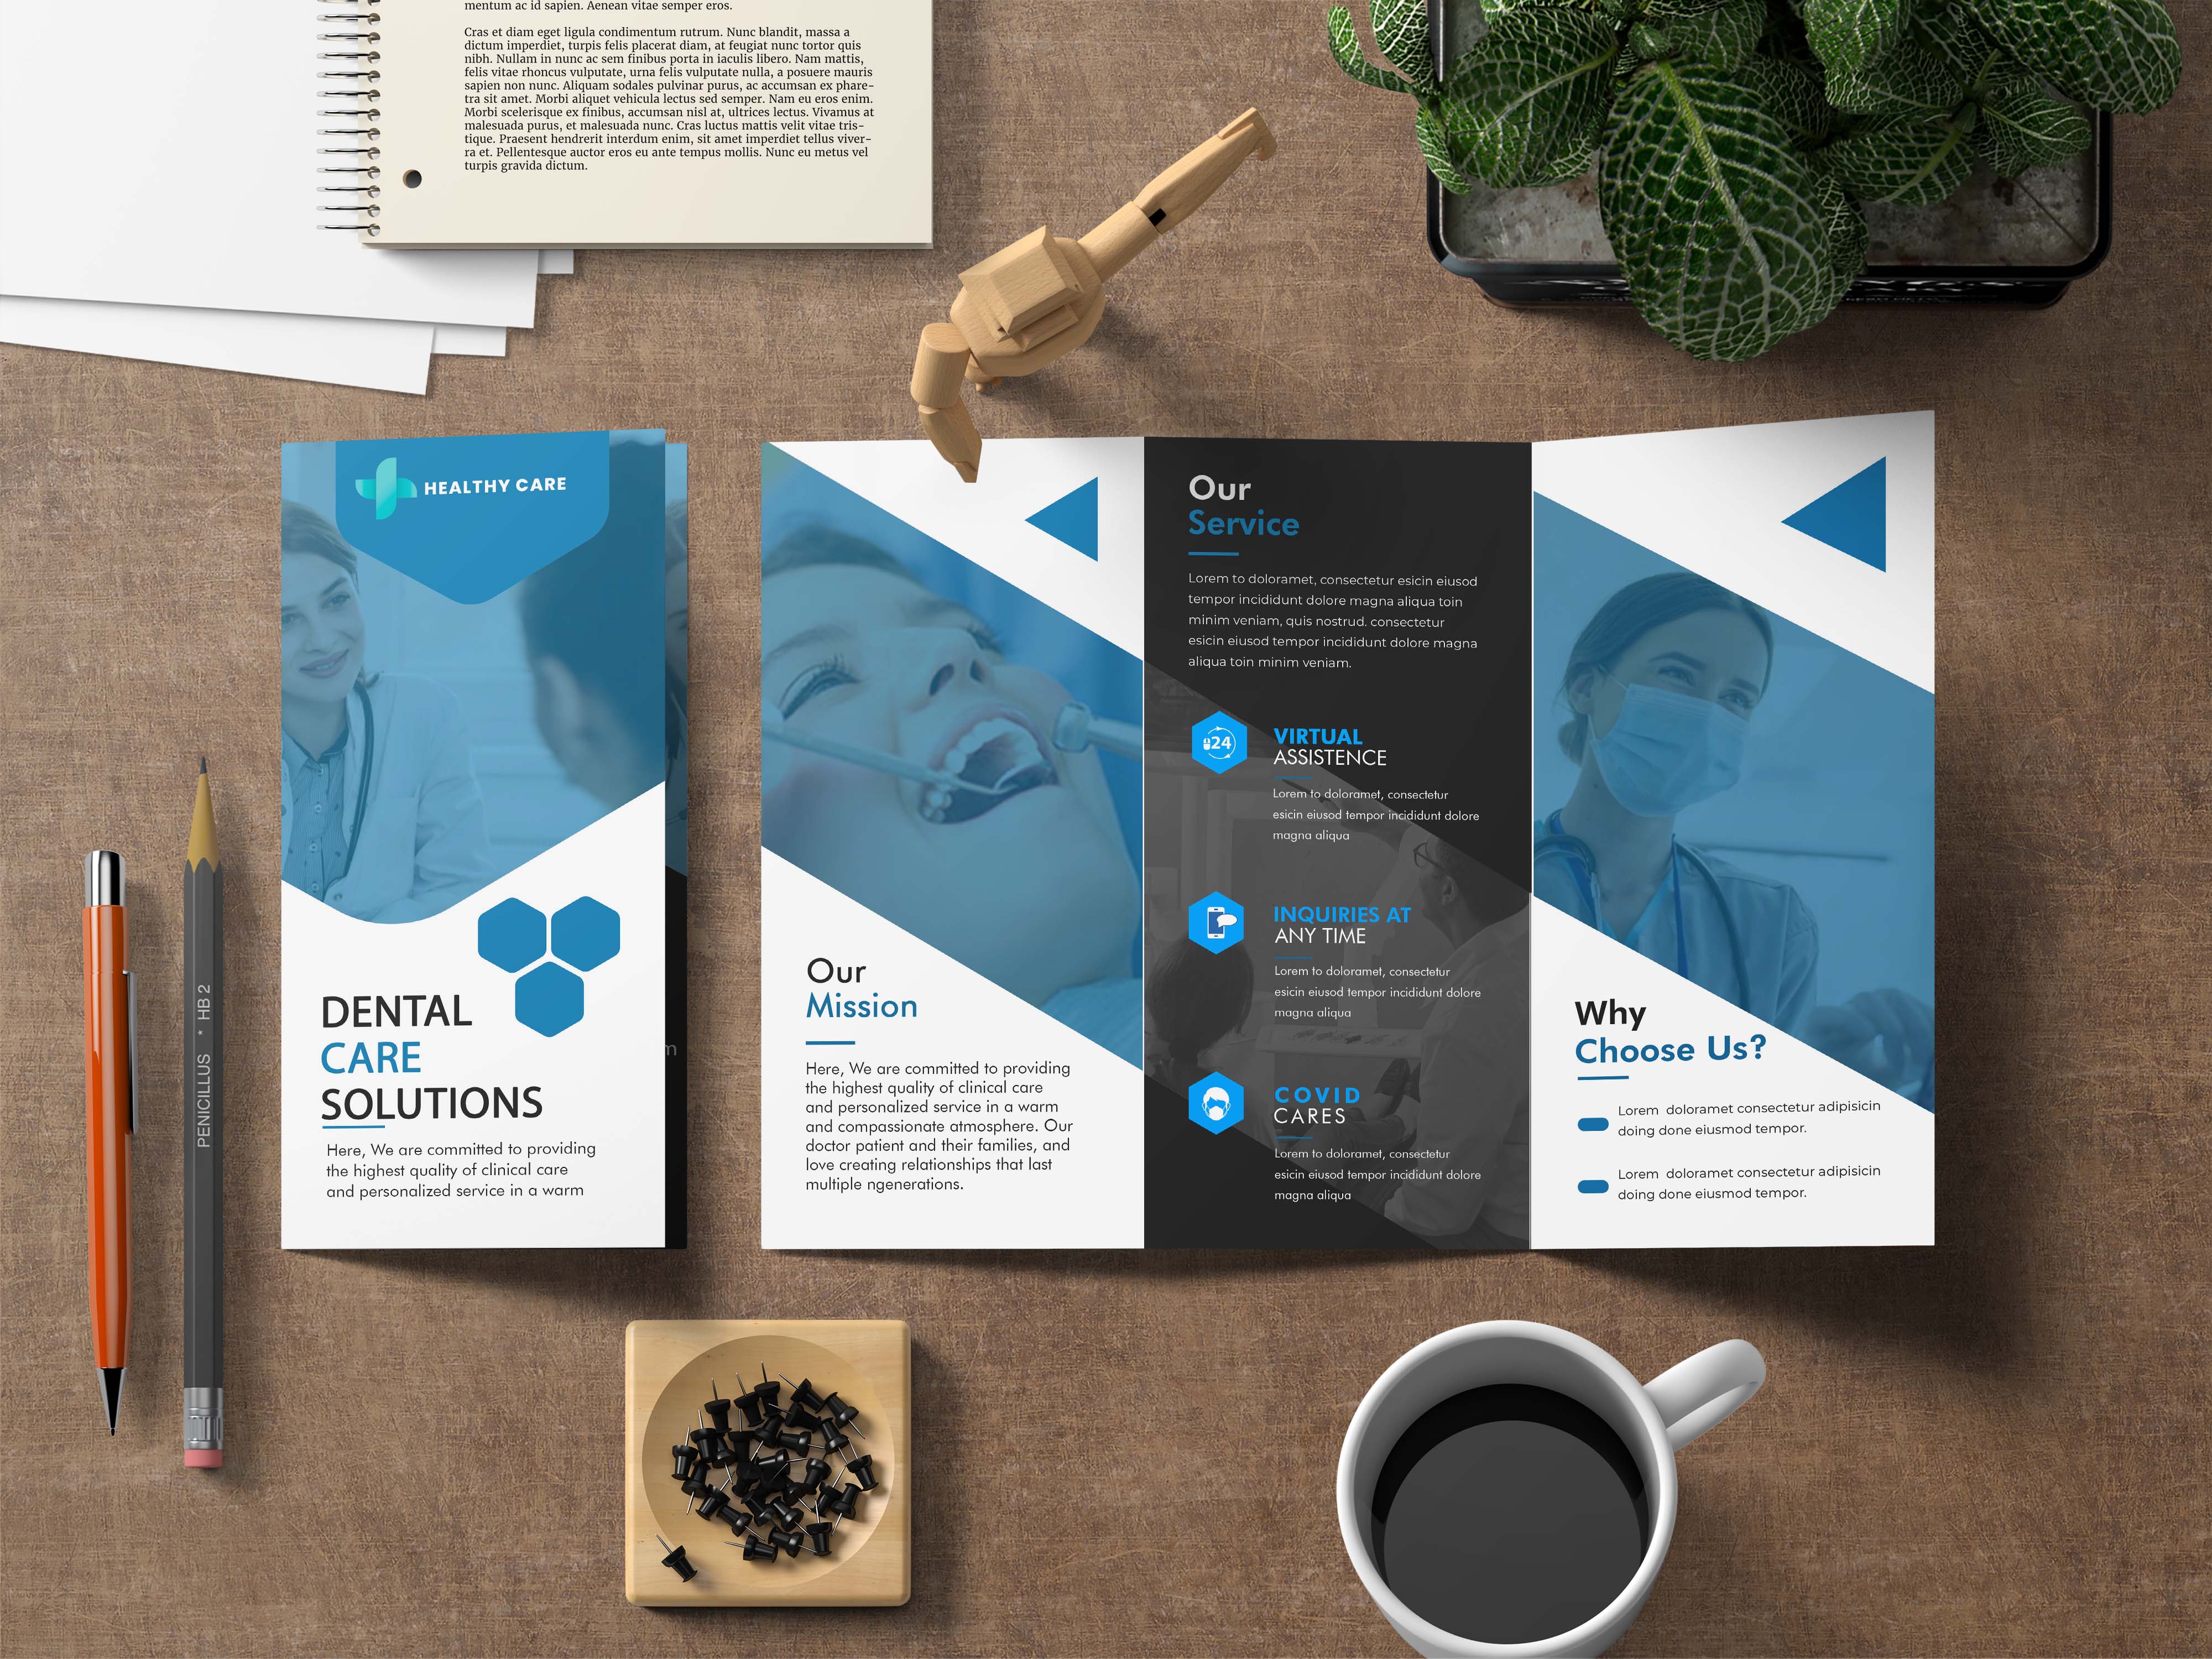 mentum ac id sapien. Aenean vitae semper eros.
Cras et diam eget ligula condimentum rutrum. Nunc blandit, massa a
dictum imperdiet, turpis felis placerat diam, at feugiat nunc tortor quis
nibh. Nullam in nunc ac sem finibus porta in iaculis libero. Nam mattis,
felis vitae rhoncus vulputate, urna felis vulputate nulla, a posuere mauris
sapien non nunc. Aliquam sodales pulvinar purus, ac accumsan ex phare-
tra sit amet. Morbi aliquet vehicula lectus sed semper. Nam eu eros enim.
Morbi scelerisque ex finibus, accumsan nisl at, ultrices lectus. Vivamus at
malesuada purus, et malesuada nunc. Cras luctus mattis velit vitae tris-
tique. Praesent hendrerit interdum enim, sit amet imperdiet tellus viver-
ra et. Pellentesque auctor eros eu ante tempus mollis. Nunc eu metus vel
turpis gravida dictum.
PENICILLUS * HB 2
HEALTHY CARE
DENTAL
CARE
SOLUTIONS
Here, We are committed to providing
the highest quality of clinical care
and personalized service in a warm
m
Our
Mission
Here, We are committed to providing
the highest quality of clinical care
and personalized service in a warm
and compassionate atmosphere. Our
doctor patient and their families, and
love creating relationships that last
multiple ngenerations.
Our
Service
Lorem to doloramet, consectetur esicin eiusod
tempor incididunt dolore magna aliqua toin
minim veniam, quis nostrud. consectetur
esicin eiusod tempor incididunt dolore magna
aliqua toin minim veniam.
24
VIRTUAL
ASSISTENCE
Lorem to doloramet, consectetur
esicin eiusod tempor incididunt dolore
magna aliqua
INQUIRIES AT
ANY TIME
Lorem to doloramet, consectetur
esicin eiusod tempor incididunt dolore
magna aliqua
COVID
CARES
Lorem to doloramet, consectetur
esicin eiusod tempor incididunt dolore
magna aliqua
Why
Choose Us?
Lorem doloramet consectetur adipisicin
doing done eiusmod tempor.
Lorem doloramet consectetur adipisicin
doing done eiusmod tempor.